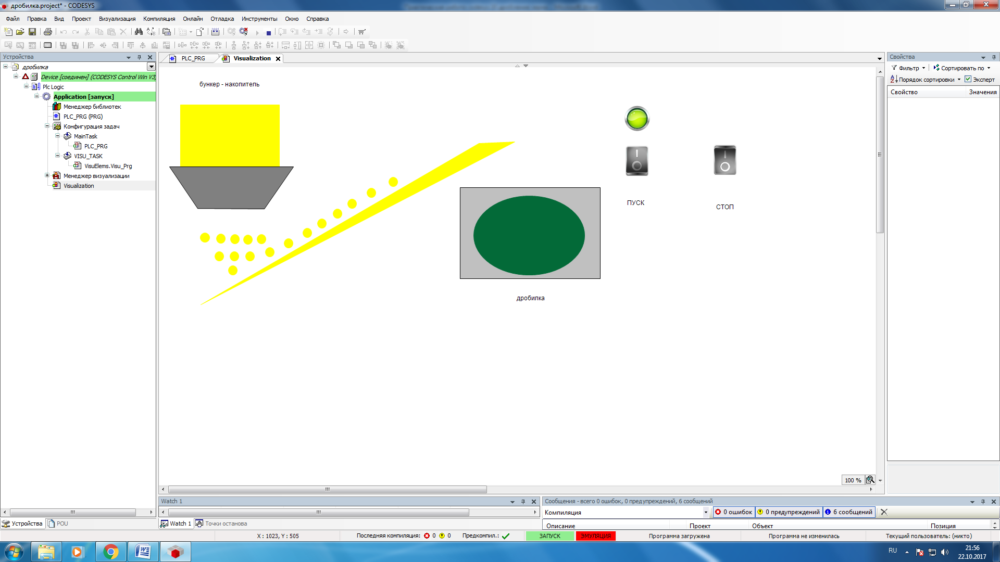 дробилка.project* - CODESYS
Файл Правка Вид Проект Визуализация Компиляция Онлайн Отладка Инструменты Окно Справка
Устройства
дробилка
Device [соединен] (CODESYS Control Win V3)
Plc Logic
Application [запуск]
Менеджер библиотек
PLC_PRG (PRG)
Конфигурация задач
MainTask
PLC_PRG
VISU_TASK
VisuElems.Visu_Prg
Менеджер визуализации
Visualization
Устройства POU
PLC_PRG Visualization
бункер - накопитель
ПУСК
СТОП
дробилка
100 %
Свойства
Фильтр Сортировать по
Порядок сортировки Эксперт
Свойство Значения
Watch 1
Watch 1 Точки останова
Сообщения - всего 0 ошибок, 0 предупреждений, 6 сообщений
Компиляция 0 ошибок 0 предупреждений 6 сообщений
Описание Проект Объект Позиция
X : 1023, Y : 505 Последняя компиляция: 0 0 Предкомпил.: ЗАПУСК ЭМУЛЯЦИЯ Программа загружена Программа не изменилась Текущий пользователь: (никто)
RU
21:56
22.10.2017